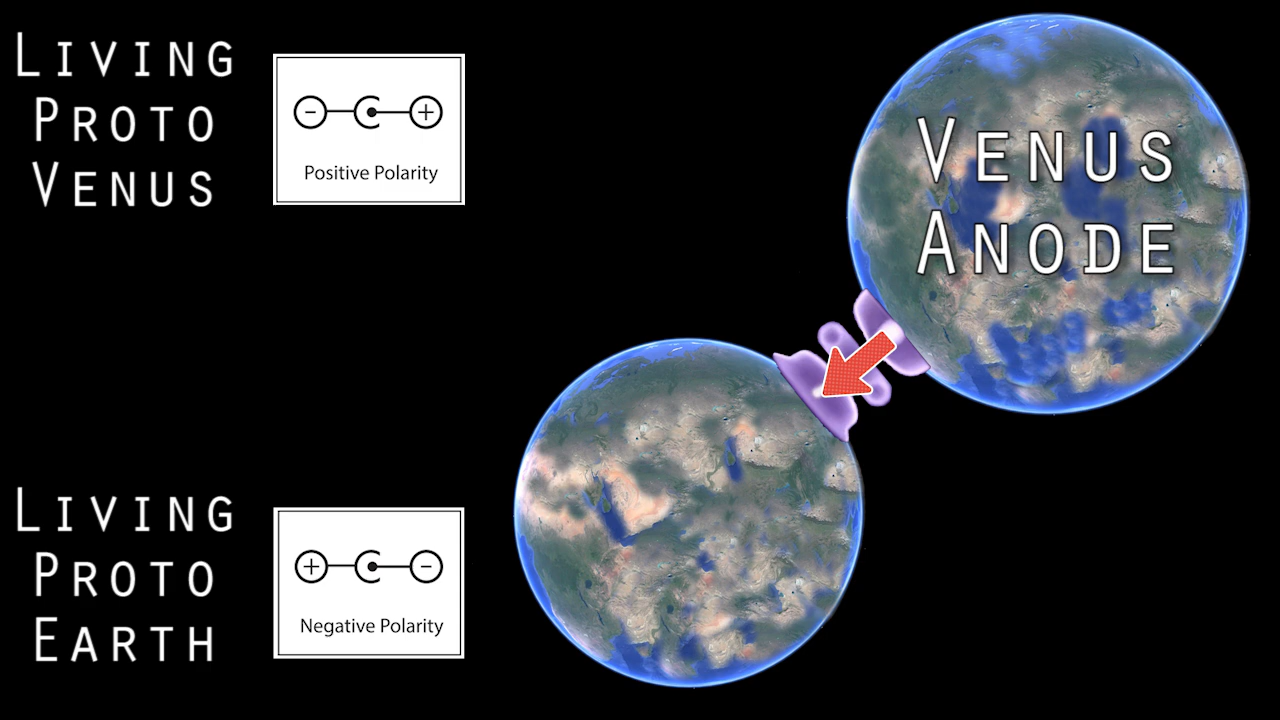 LIVING
PROTO
VENUS
Positive Polarity
VENUS
ANODE
LIVING
PROTO
EARTH
Negative Polarity